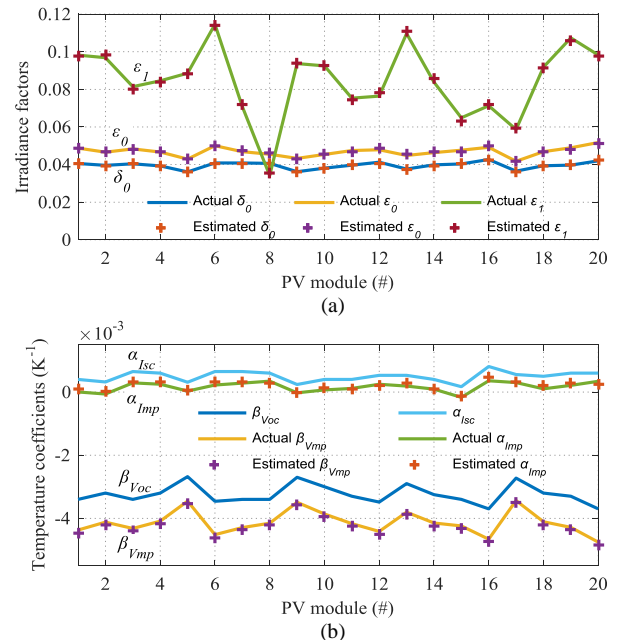 0.12
0.1
0.08
0.06
0.04
0.02
0
Irradiance factors
ε1
ε0
δ0
Actual δ0 Actual ε0 Actual ε1
Estimated δ0 Estimated ε0 Estimated ε1
2 4 6 8 10 12 14 16 18 20
PV module (#)
(a)
×10-3
0
-2
-4
Temperature coefficients (K-1)
αIsc
αImp
βVoc αIsc
Actual βVmp Actual αImp
Estimated βVmp Estimated αImp
βVoc
βVmp
2 4 6 8 10 12 14 16 18 20
PV module (#)
(b)